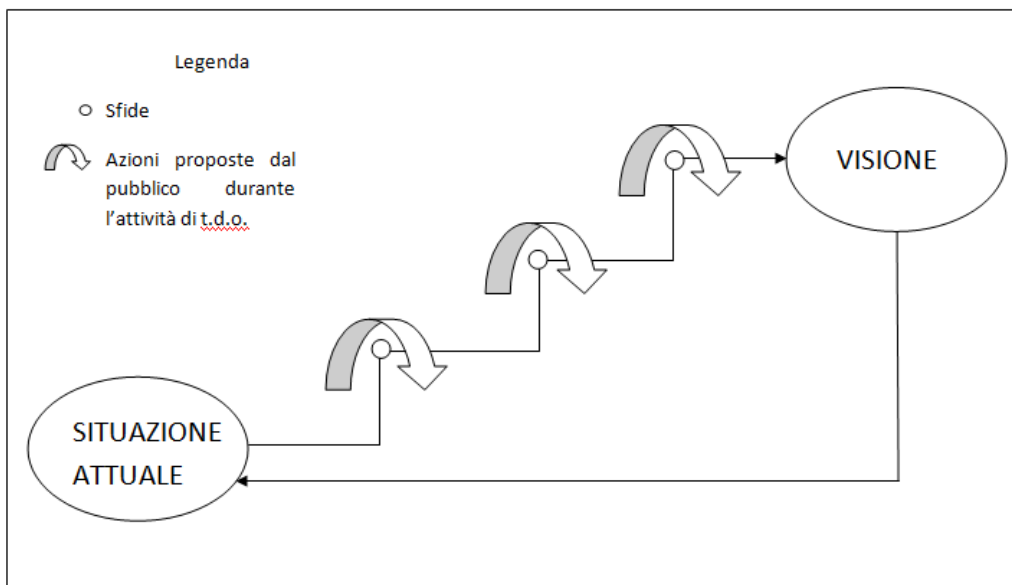 Legenda
Sfide
Azioni proposte dal
pubblico durante
l'attività di t.d.o.
VISIONE
SITUAZIONE
ATTUALE